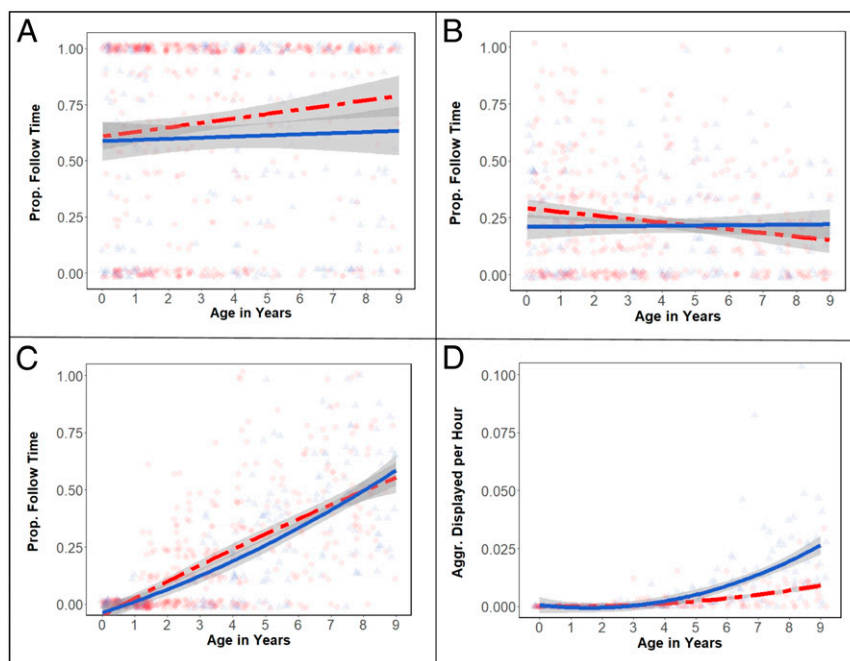 A
Prop. Follow Time
1.00
0.75
0.50
0.25
0.00
0 1 2 3 4 5 6 7 8 9
Age in Years
B
Prop. Follow Time
1.00
0.75
0.50
0.25
0.00
0 1 2 3 4 5 6 7 8 9
Age in Years
C
Prop. Follow Time
1.00
0.75
0.50
0.25
0.00
0 1 2 3 4 5 6 7 8 9
Age in Years
D
Aggr. Displayed per Hour
0.100
0.075
0.050
0.025
0.000
0 1 2 3 4 5 6 7 8 9
Age in Years